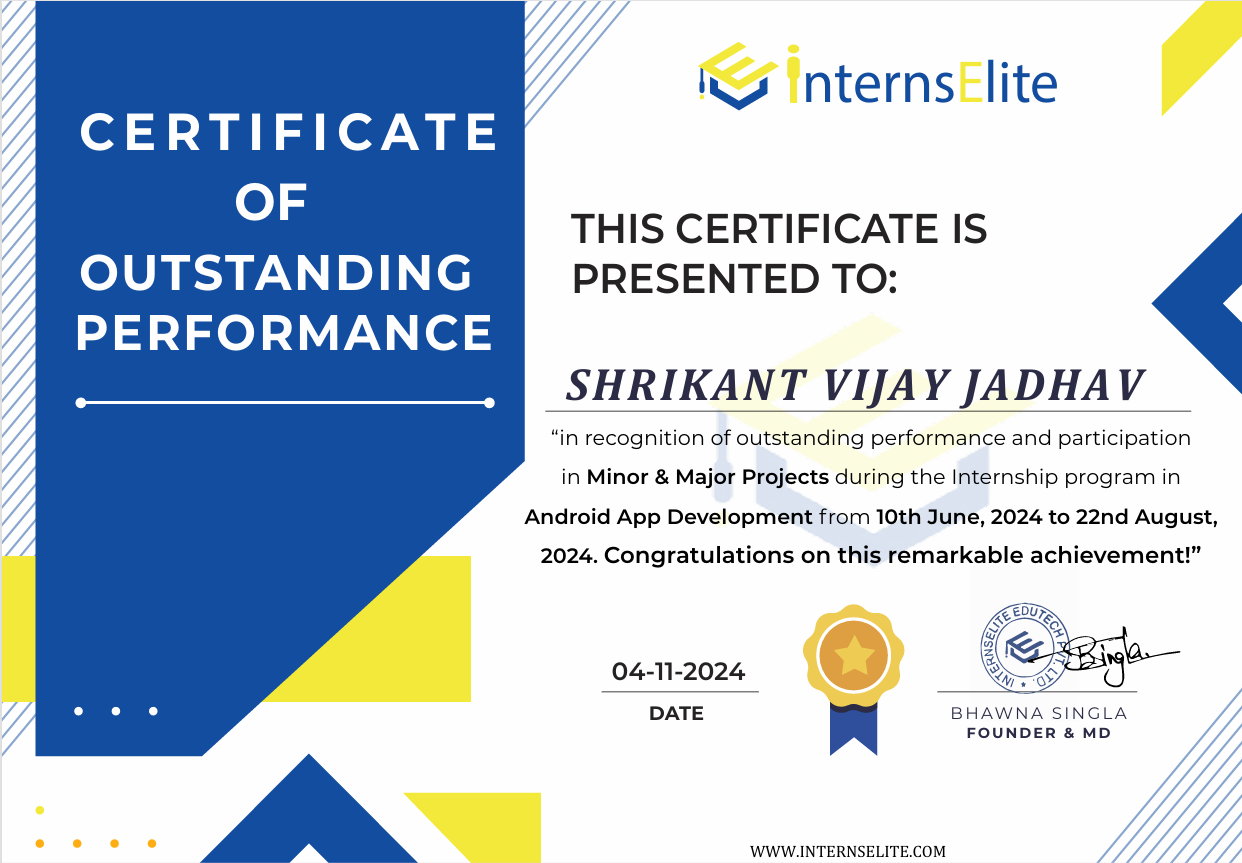 CERTIFICATE
OF
OUTSTANDING
PERFORMANCE
internsElite
THIS CERTIFICATE IS
PRESENTED TO:
SHRIKANT VIJAY JADHAV
“in recognition of outstanding performance and participation
in Minor & Major Projects during the Internship program in
Android App Development from 10th June, 2024 to 22nd August,
2024. Congratulations on this remarkable achievement!”
04-11-2024
DATE
INTERNSELITE EDUTECH PVT. LTD.
BSingla
BHAWNA SINGLA
FOUNDER & MD
WWW.INTERNSELITE.COM